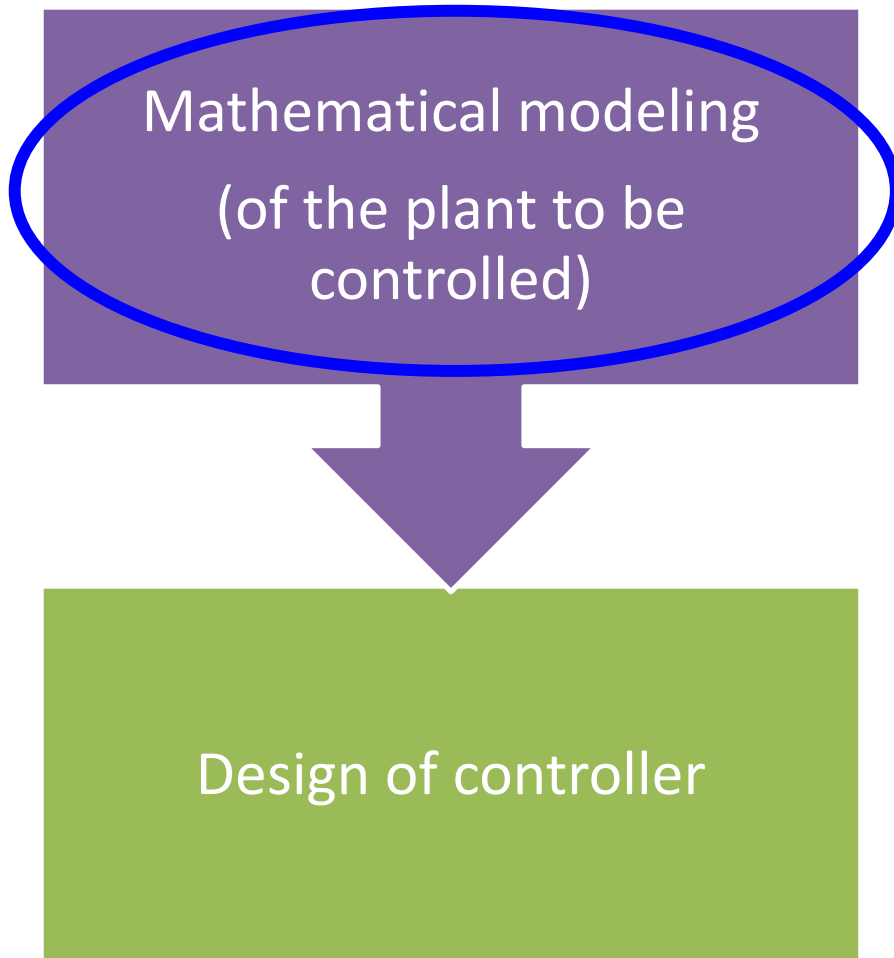 Mathematical modeling
(of the plant to be
controlled)
Design of controller